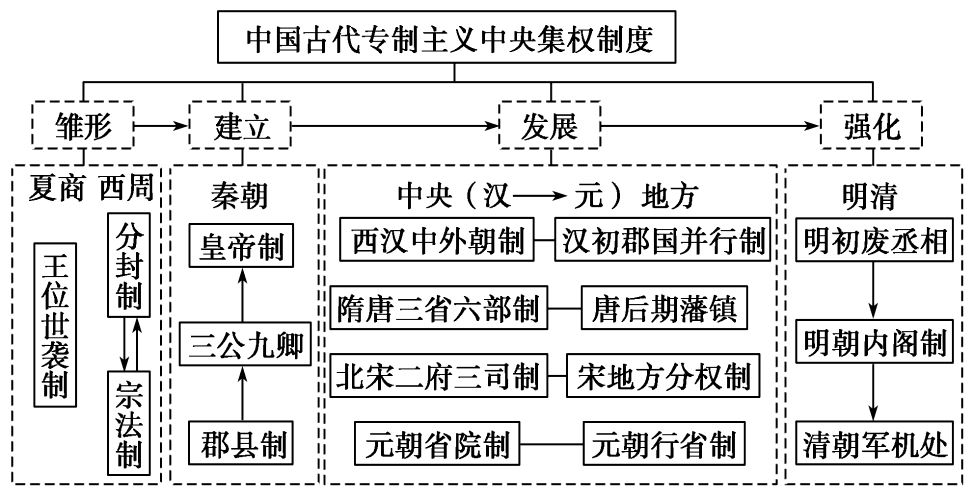 中国古代专制主义中央集权制度
雏形
建立
发展
强化
夏商 西周
王位世袭制
分封制
宗法制
秦朝
皇帝制
三公九卿
郡县制
中央（汉 元）地方
西汉中外朝制
汉初郡国并行制
隋唐三省六部制
唐后期藩镇
北宋二府三司制
宋地方分权制
元朝省院制
元朝行省制
明清
明初废丞相
明朝内阁制
清朝军机处